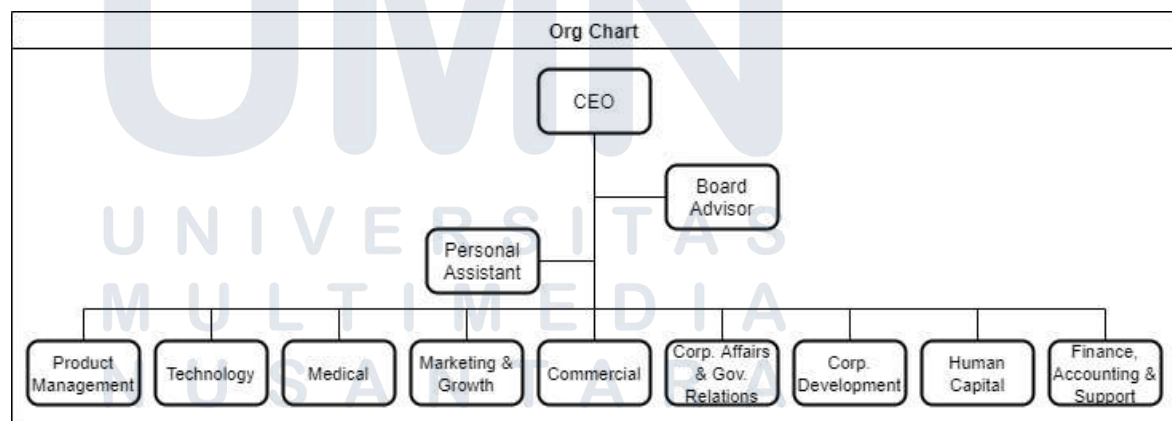 Org Chart
CEO
Board
Advisor
Personal
Assistant
Product
Management
Technology
Medical
Marketing &
Growth
Commercial
Corp. Affairs
& Gov.
Relations
Corp.
Development
Human
Capital
Finance,
Accounting &
Support
UMN
UNIVERSITAS
MULTIMEDIA
NUSANTARA